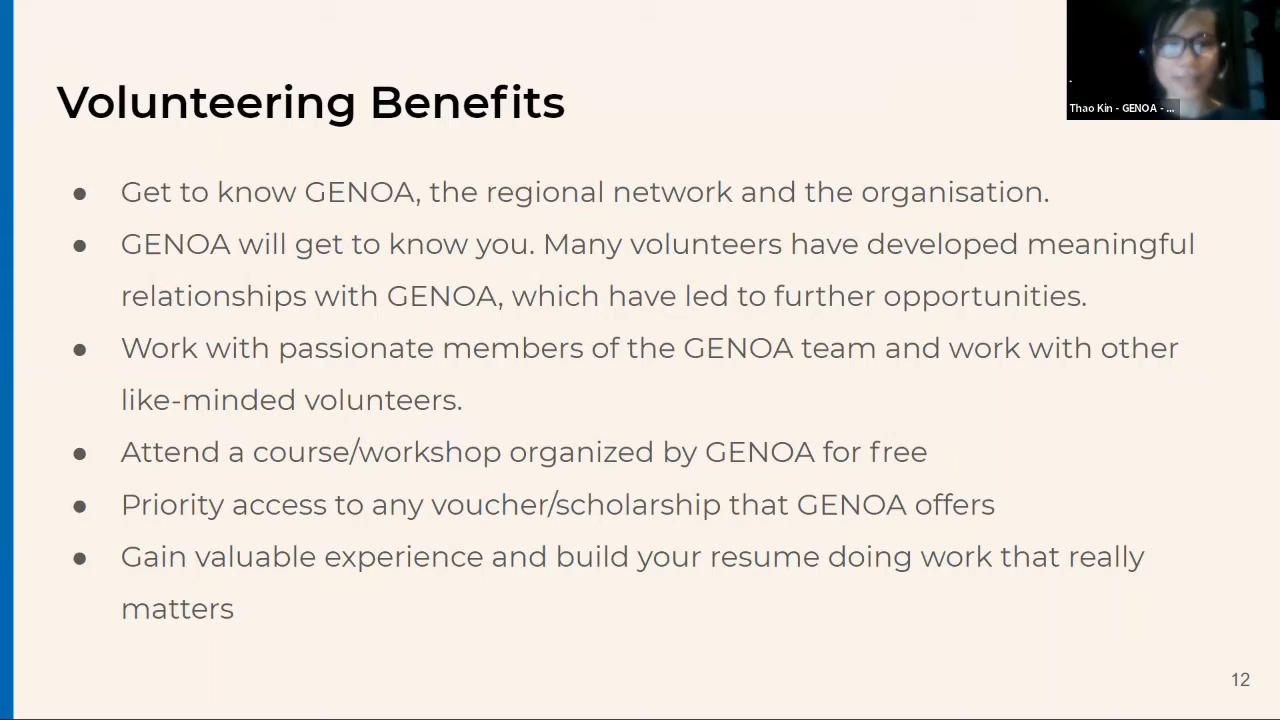 Thao Kin - GENOA - ...
Volunteering Benefits
● Get to know GENOA, the regional network and the organisation.
● GENOA will get to know you. Many volunteers have developed meaningful
relationships with GENOA, which have led to further opportunities.
● Work with passionate members of the GENOA team and work with other
like-minded volunteers.
● Attend a course/workshop organized by GENOA for free
● Priority access to any voucher/scholarship that GENOA offers
● Gain valuable experience and build your resume doing work that really
matters
12